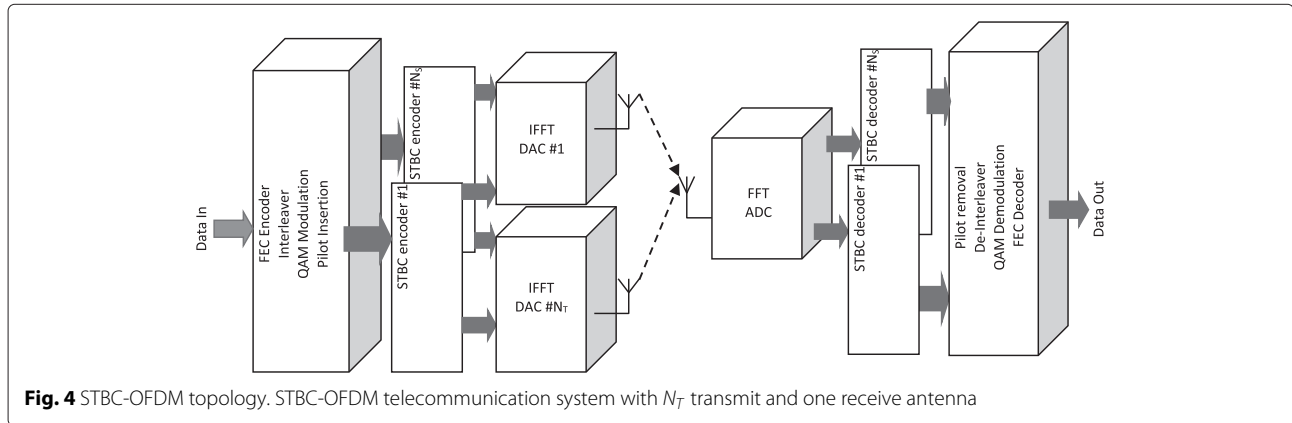 Data In
FEC Encoder
Interleaver
QAM Modulation
Pilot Insertion
STBC encoder #Nₛ
STBC encoder #1
IFFT
DAC #1
IFFT
DAC #N_T
FFT
ADC
STBC decoder #Nₛ
STBC decoder #1
Pilot removal
De-Interleaver
QAM Demodulation
FEC Decoder
Data Out
Fig. 4 STBC-OFDM topology. STBC-OFDM telecommunication system with N_T transmit and one receive antenna